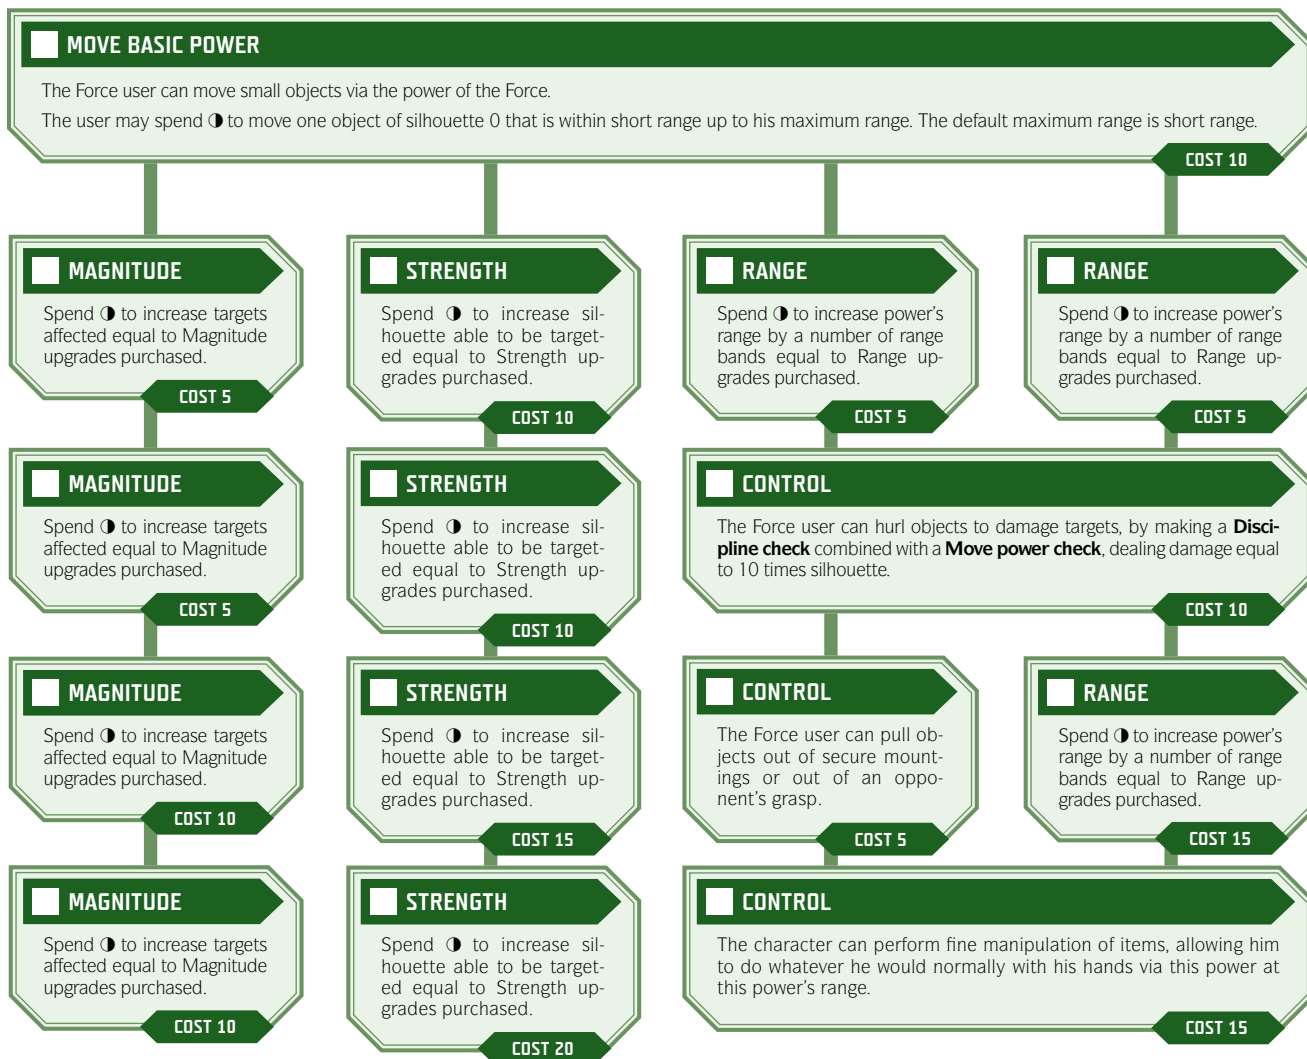 MOVE BASIC POWER
The Force user can move small objects via the power of the Force.
The user may spend ◑ to move one object of silhouette 0 that is within short range up to his maximum range. The default maximum range is short range.
COST 10
MAGNITUDE
Spend ◑ to increase targets
affected equal to Magnitude
upgrades purchased.
COST 5
STRENGTH
Spend ◑ to increase sil-
houette able to be target-
ed equal to Strength up-
grades purchased.
COST 10
RANGE
Spend ◑ to increase power's
range by a number of range
bands equal to Range up-
grades purchased.
COST 5
RANGE
Spend ◑ to increase power's
range by a number of range
bands equal to Range up-
grades purchased.
COST 5
MAGNITUDE
Spend ◑ to increase targets
affected equal to Magnitude
upgrades purchased.
COST 5
STRENGTH
Spend ◑ to increase sil-
houette able to be target-
ed equal to Strength up-
grades purchased.
COST 10
CONTROL
The Force user can hurl objects to damage targets, by making a Disci-
pline check combined with a Move power check, dealing damage equal
to 10 times silhouette.
COST 10
MAGNITUDE
Spend ◑ to increase targets
affected equal to Magnitude
upgrades purchased.
COST 10
STRENGTH
Spend ◑ to increase sil-
houette able to be target-
ed equal to Strength up-
grades purchased.
COST 15
CONTROL
The Force user can pull ob-
jects out of secure mount-
ings or out of an oppo-
nent's grasp.
COST 5
RANGE
Spend ◑ to increase power's
range by a number of range
bands equal to Range up-
grades purchased.
COST 15
MAGNITUDE
Spend ◑ to increase targets
affected equal to Magnitude
upgrades purchased.
COST 10
STRENGTH
Spend ◑ to increase sil-
houette able to be target-
ed equal to Strength up-
grades purchased.
COST 20
CONTROL
The character can perform fine manipulation of items, allowing him
to do whatever he would normally with his hands via this power at
this power's range.
COST 15